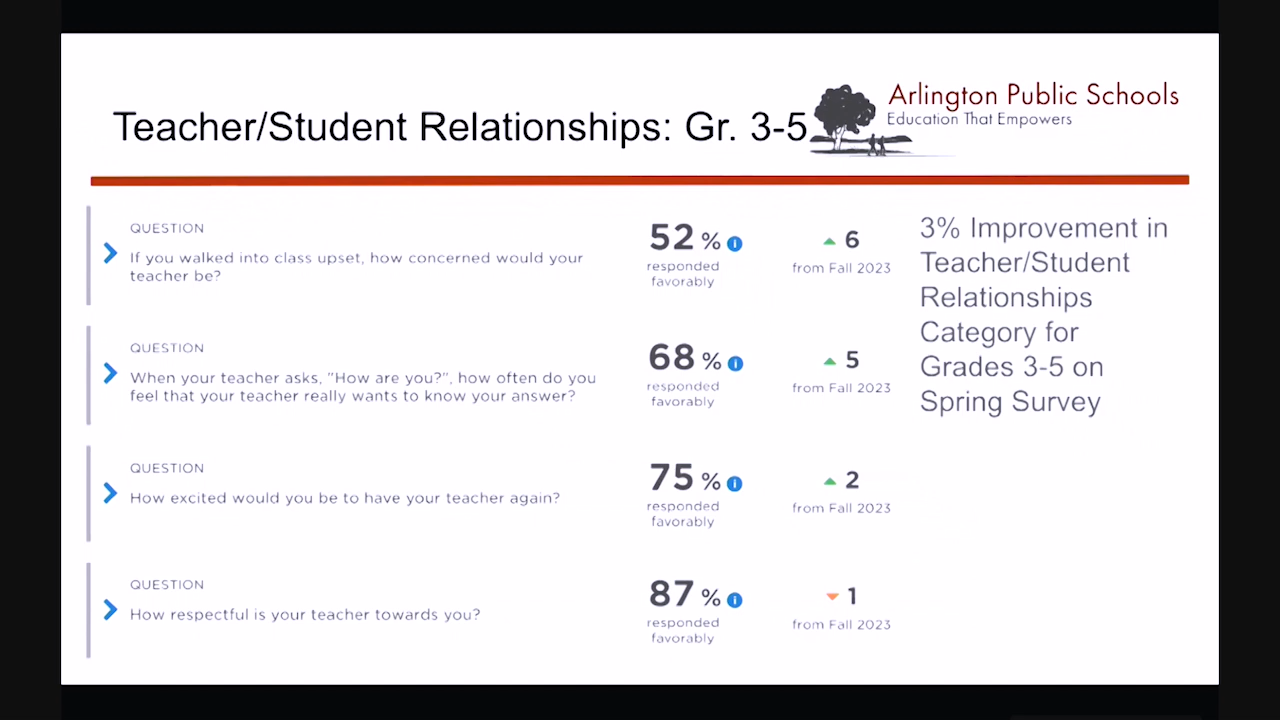 Teacher/Student Relationships: Gr. 3-5
Arlington Public Schools
Education That Empowers
QUESTION
If you walked into class upset, how concerned would your
teacher be?
52 % i
responded
favorably
▲ 6
from Fall 2023
QUESTION
When your teacher asks, "How are you?", how often do you
feel that your teacher really wants to know your answer?
68 % i
responded
favorably
▲ 5
from Fall 2023
QUESTION
How excited would you be to have your teacher again?
75 % i
responded
favorably
▲ 2
from Fall 2023
QUESTION
How respectful is your teacher towards you?
87 % i
responded
favorably
▼ 1
from Fall 2023
3% Improvement in
Teacher/Student
Relationships
Category for
Grades 3-5 on
Spring Survey